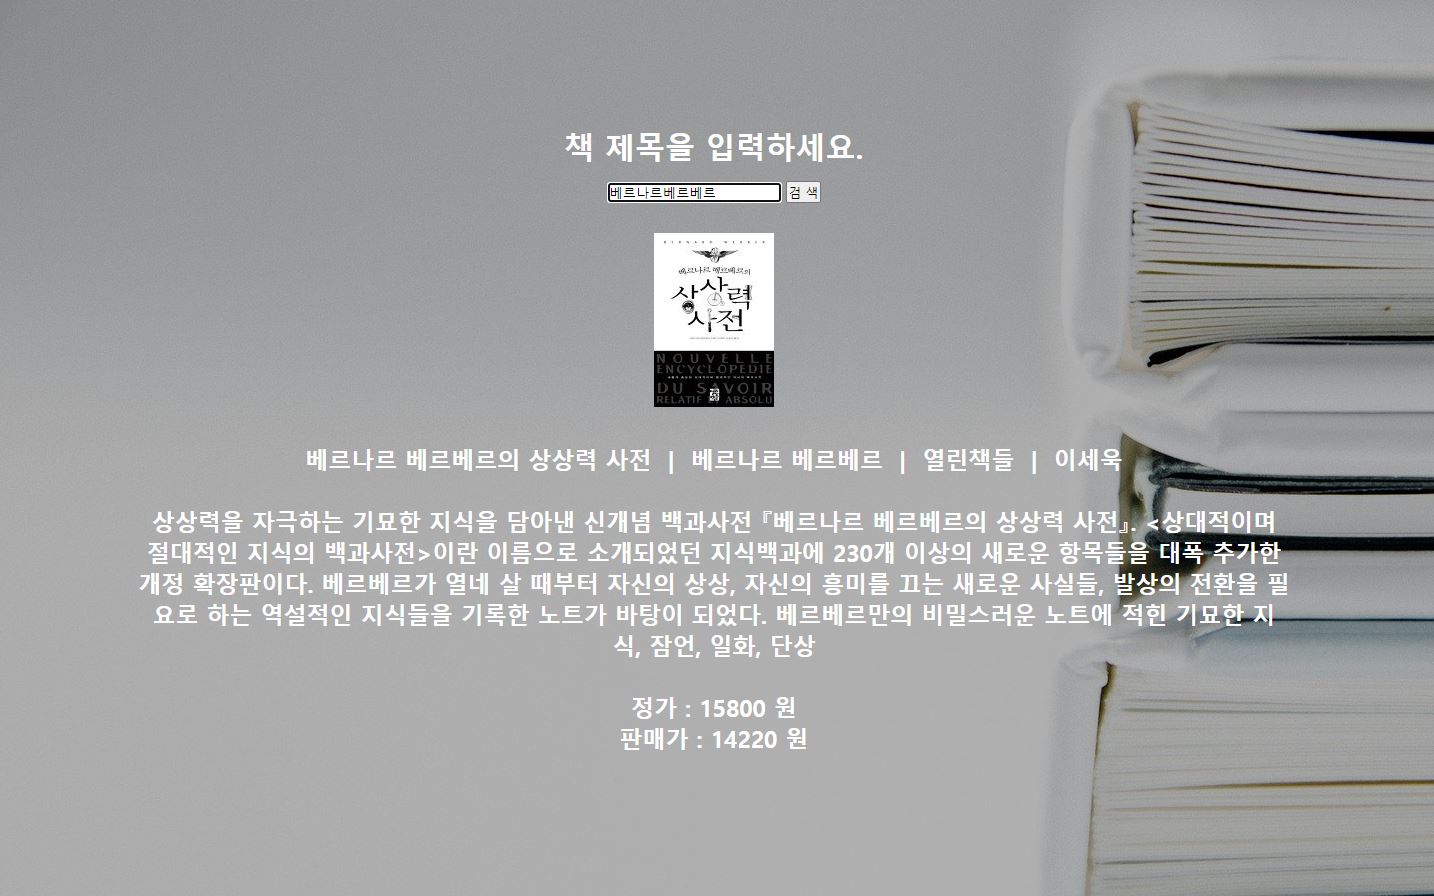 책 제목을 입력하세요.
베르나르베르베르
검 색
BERNARD WERBER
베르나르 베르베르의
상상력
사전
NOUVELLE
ENCYCLOPEDIE
DU SAVOIR
RELATIF ET ABSOLU
베르나르 베르베르의 상상력 사전 | 베르나르 베르베르 | 열린책들 | 이세욱
상상력을 자극하는 기묘한 지식을 담아낸 신개념 백과사전 『베르나르 베르베르의 상상력 사전』. <상대적이며
절대적인 지식의 백과사전>이란 이름으로 소개되었던 지식백과에 230개 이상의 새로운 항목들을 대폭 추가한
개정 확장판이다. 베르베르가 열네 살 때부터 자신의 상상, 자신의 흥미를 끄는 새로운 사실들, 발상의 전환을 필
요로 하는 역설적인 지식들을 기록한 노트가 바탕이 되었다. 베르베르만의 비밀스러운 노트에 적힌 기묘한 지
식, 잠언, 일화, 단상
정가 : 15800 원
판매가 : 14220 원